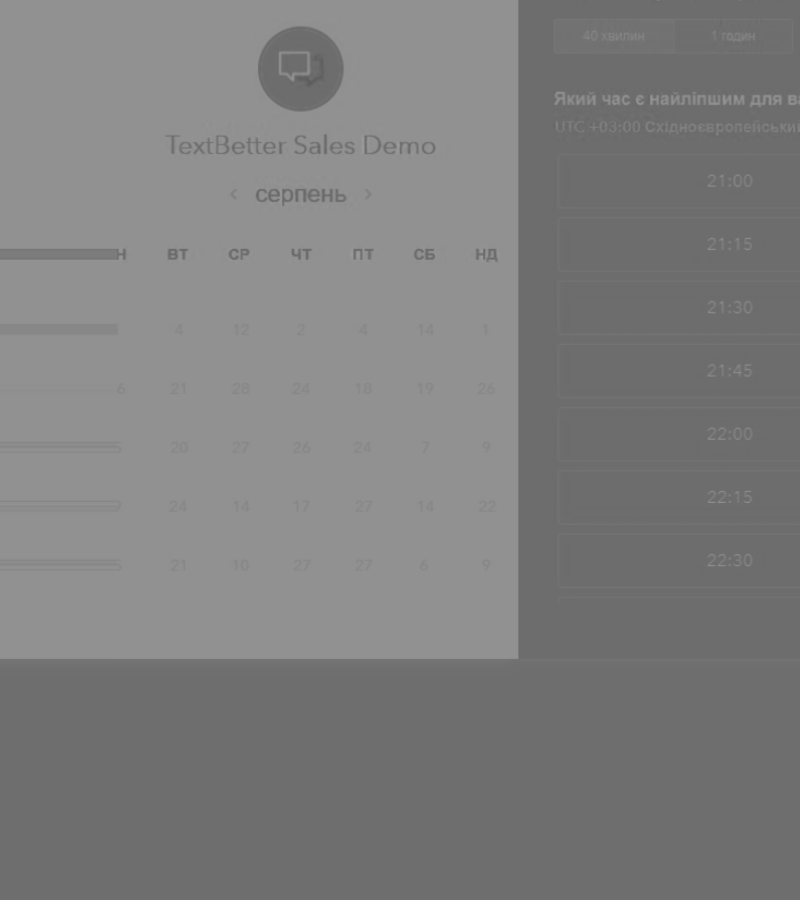 TextBetter Sales Demo
< серпень >
Н ВТ СР ЧТ ПТ СБ НД
4 12 2 4 14 1
6 21 28 24 18 19 26
5 20 27 26 24 7 9
7 24 14 17 27 14 22
5 21 10 27 27 6 9
40 хвилин 1 годин
Який час є найліпшим для в
UTC +03:00 Східноєвропейськи
21:00
21:15
21:30
21:45
22:00
22:15
22:30